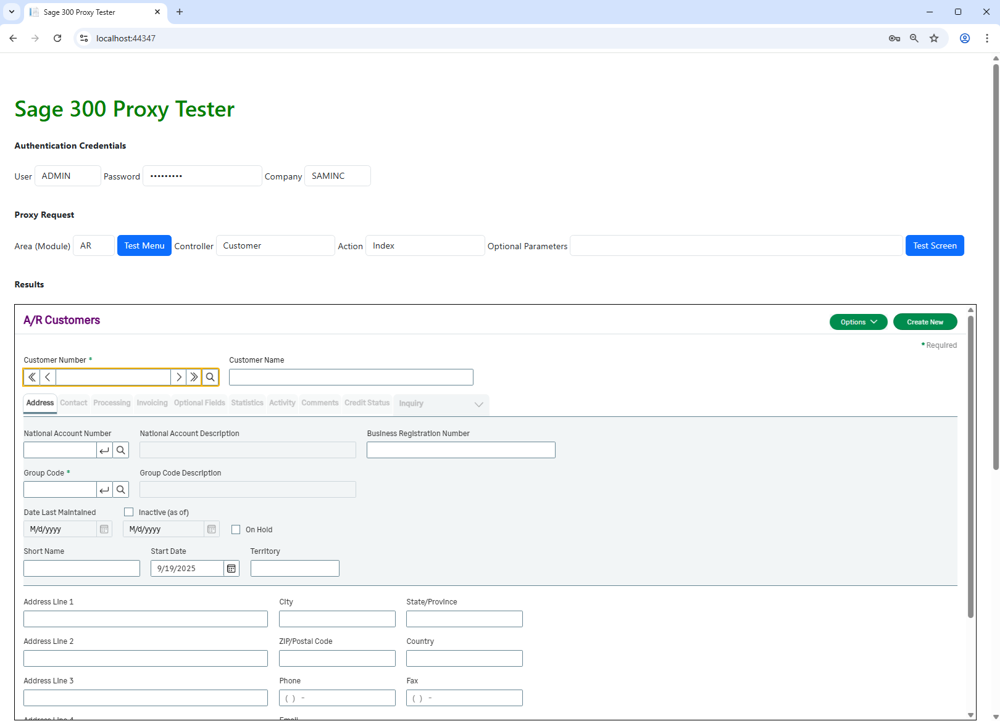 Sage 300 Proxy Tester
localhost:44347
Sage 300 Proxy Tester
Authentication Credentials
User ADMIN Password ••••••••• Company SAMINC
Proxy Request
Area (Module) AR Test Menu Controller Customer Action Index Optional Parameters Test Screen
Results
A/R Customers Options Create New
* Required
Customer Number * Customer Name
Address Contact Processing Invoicing Optional Fields Statistics Activity Comments Credit Status Inquiry
National Account Number National Account Description Business Registration Number
Group Code * Group Code Description
Date Last Maintained Inactive (as of)
M/d/yyyy M/d/yyyy On Hold
Short Name Start Date Territory
9/19/2025
Address Line 1 City State/Province
Address Line 2 ZIP/Postal Code Country
Address Line 3 Phone Fax
( ) - ( ) -
Address Line 4 Email